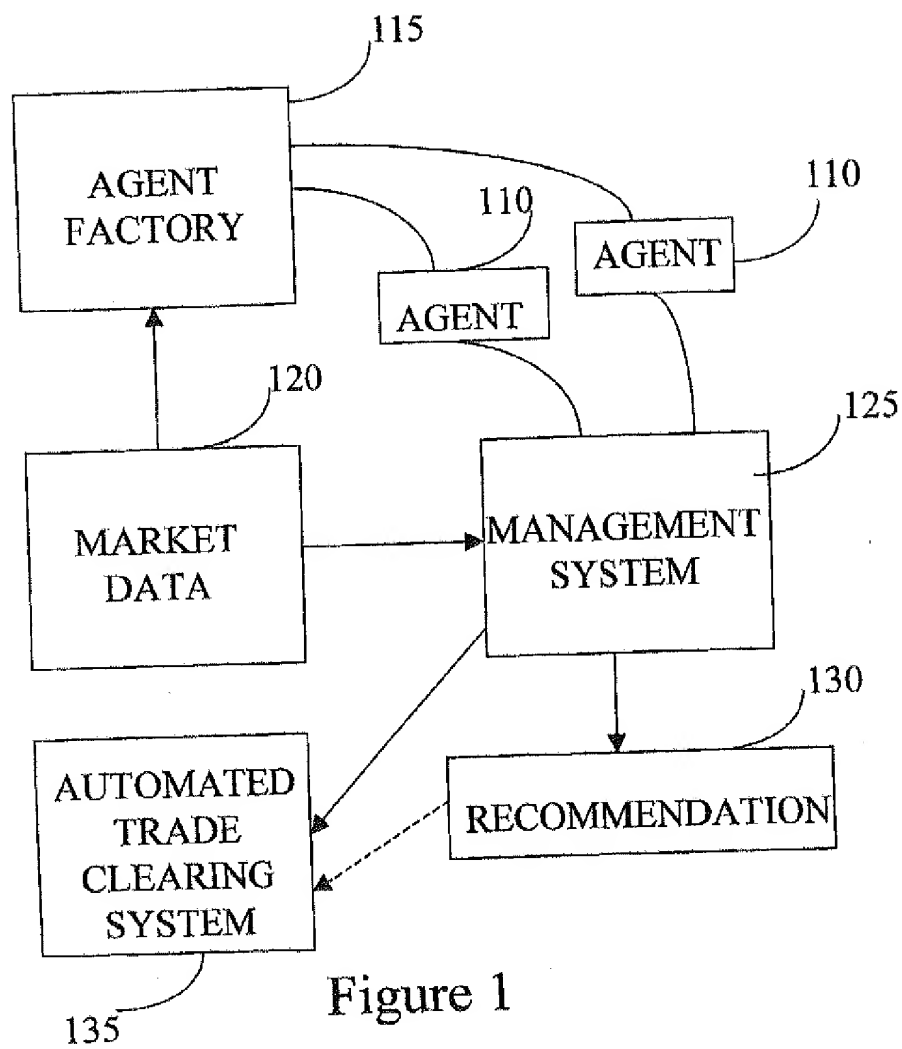 115
AGENT
FACTORY
110
AGENT
110
AGENT
120
MARKET
DATA
125
MANAGEMENT
SYSTEM
130
RECOMMENDATION
AUTOMATED
TRADE
CLEARING
SYSTEM
135
Figure 1